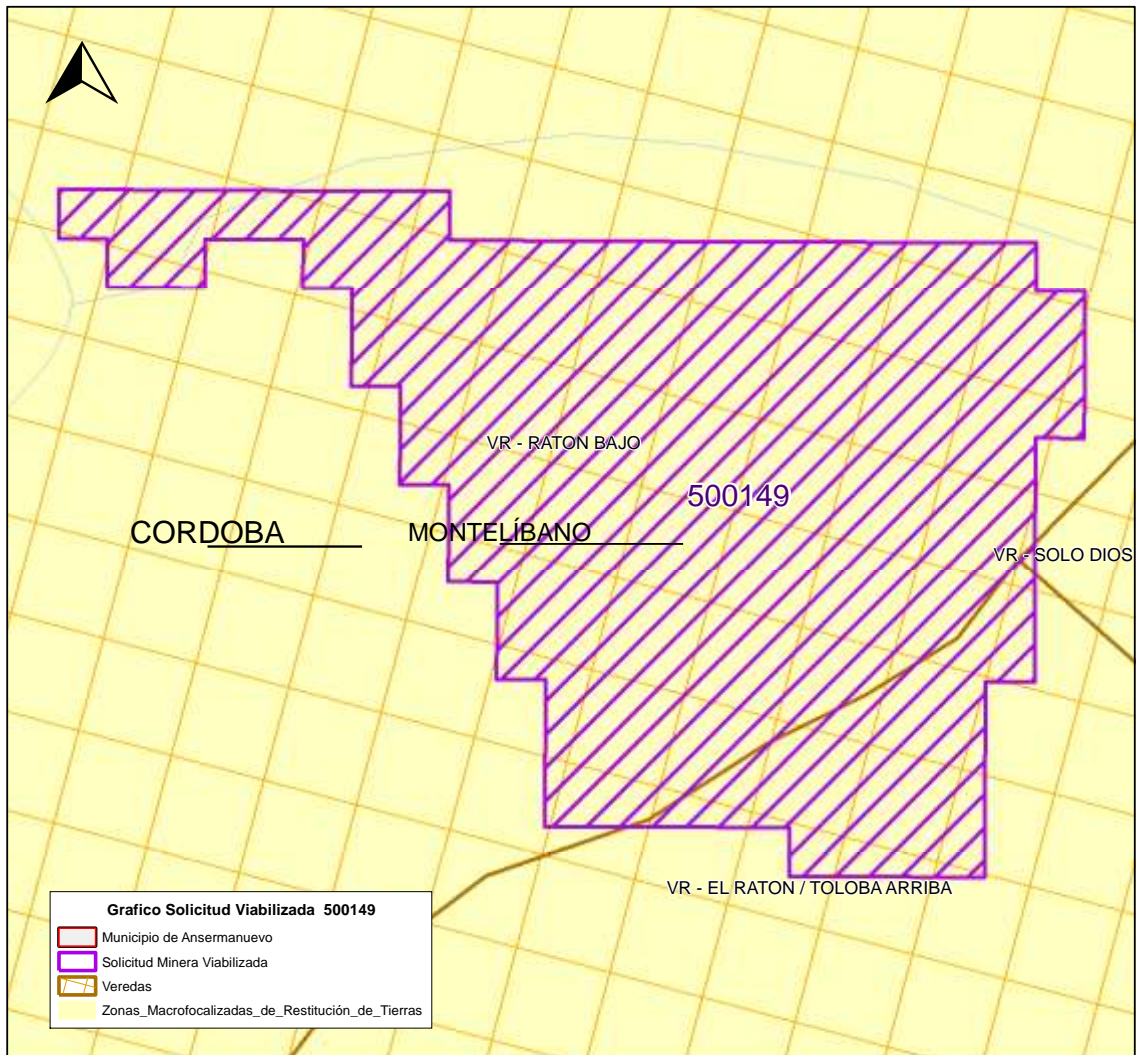 VR - RATON BAJO
500149
CORDOBA
MONTELÍBANO
VR - SOLO DIOS
VR - EL RATON / TOLOBA ARRIBA
Grafico Solicitud Viabilizada 500149
Municipio de Ansermanuevo
Solicitud Minera Viabilizada
Veredas
Zonas_Macrofocalizadas_de_Restitución_de_Tierras